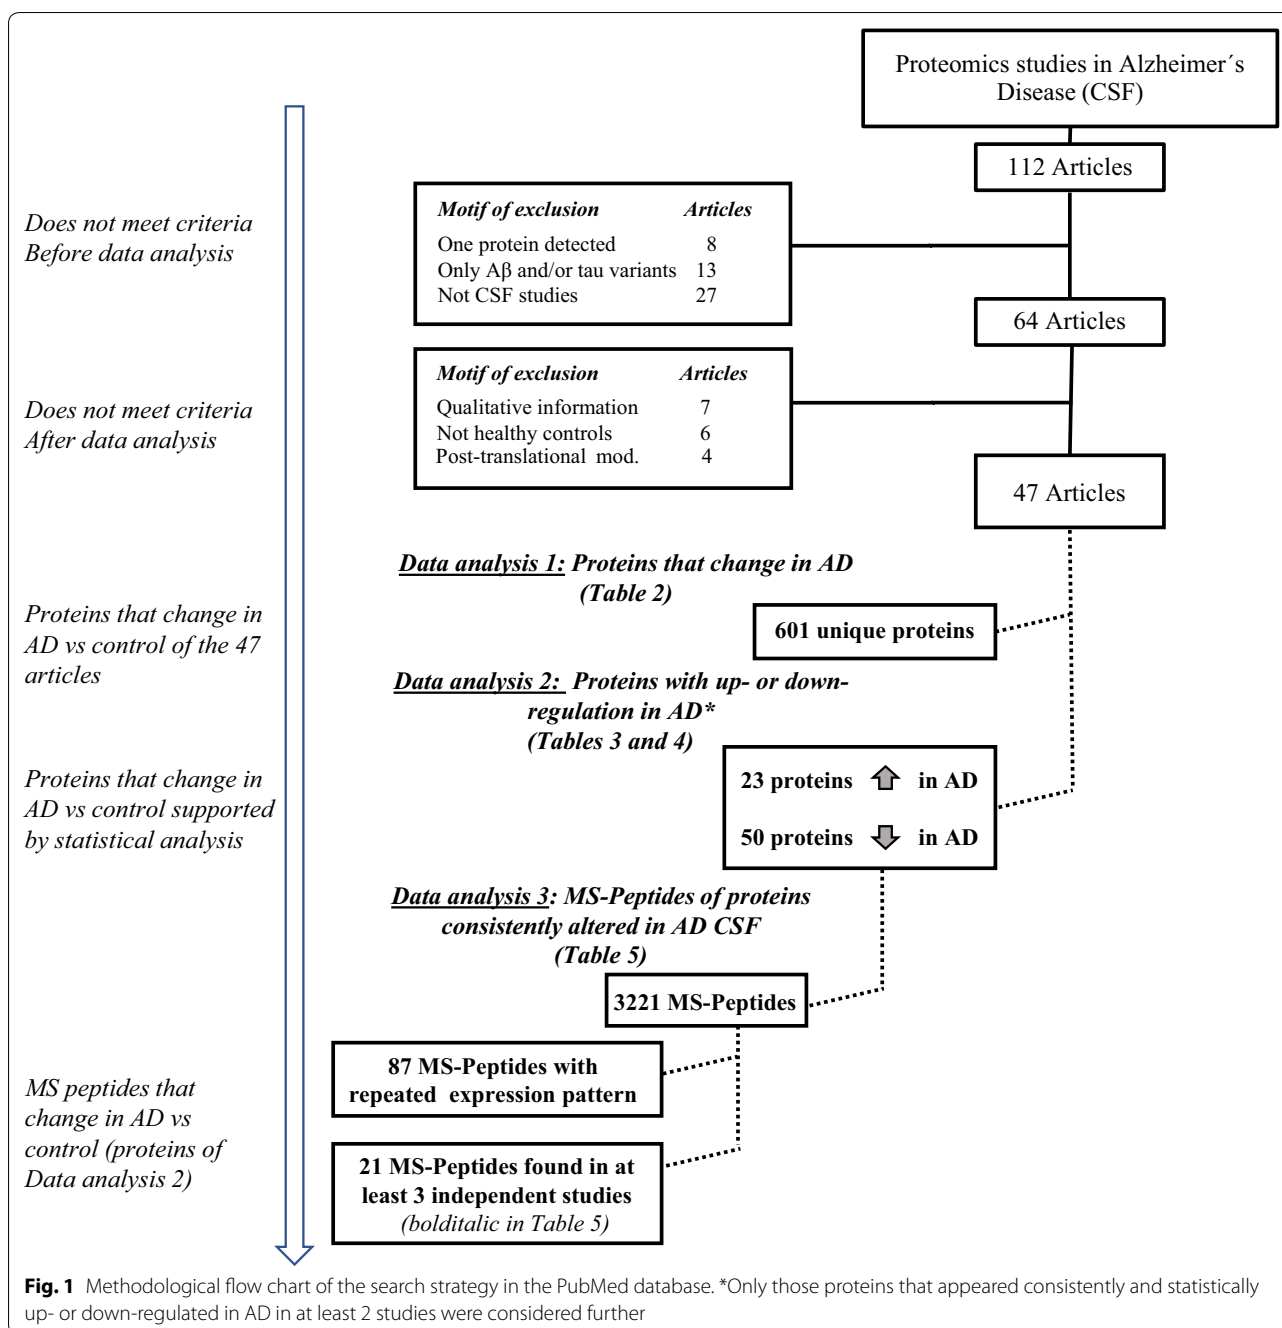 Proteomics studies in Alzheimer´s
Disease (CSF)
112 Articles
Does not meet criteria
Before data analysis
Motif of exclusion Articles
One protein detected 8
Only Aβ and/or tau variants 13
Not CSF studies 27
64 Articles
Does not meet criteria
After data analysis
Motif of exclusion Articles
Qualitative information 7
Not healthy controls 6
Post-translational mod. 4
47 Articles
Data analysis 1: Proteins that change in AD
(Table 2)
Proteins that change in
AD vs control of the 47
articles
601 unique proteins
Data analysis 2: Proteins with up- or down-
regulation in AD*
(Tables 3 and 4)
Proteins that change in
AD vs control supported
by statistical analysis
23 proteins in AD
50 proteins in AD
Data analysis 3: MS-Peptides of proteins
consistently altered in AD CSF
(Table 5)
3221 MS-Peptides
MS peptides that
change in AD vs
control (proteins of
Data analysis 2)
87 MS-Peptides with
repeated expression pattern
21 MS-Peptides found in at
least 3 independent studies
(bolditalic in Table 5)
Fig. 1 Methodological flow chart of the search strategy in the PubMed database. *Only those proteins that appeared consistently and statistically
up- or down-regulated in AD in at least 2 studies were considered further